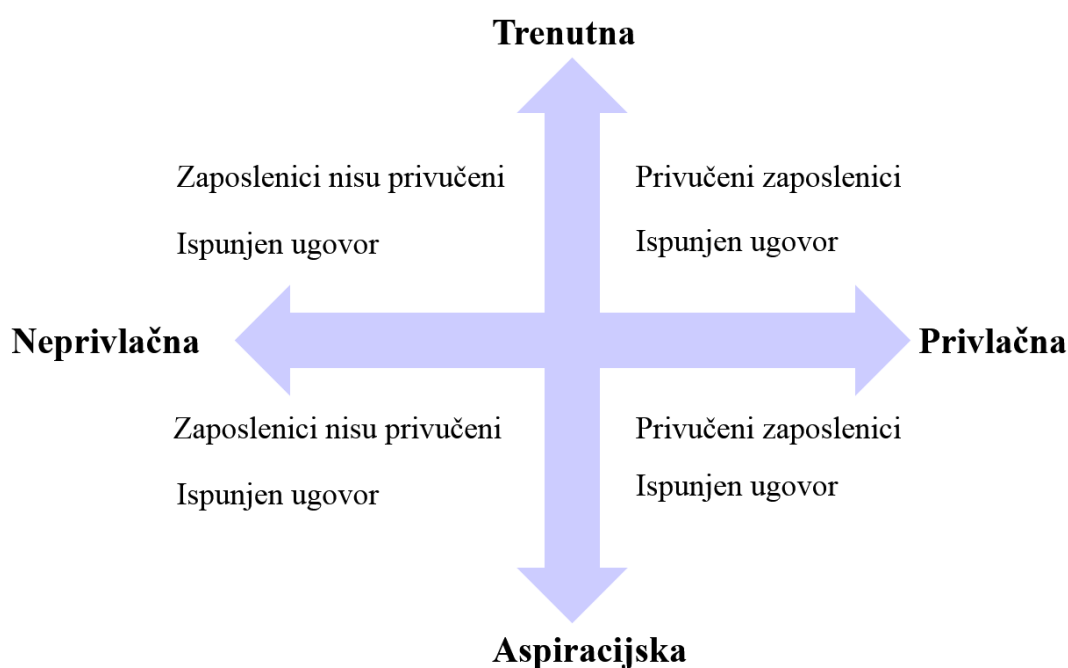 Trenutna
Zaposlenici nisu privučeni
Privučeni zaposlenici
Ispunjen ugovor
Ispunjen ugovor
Neprivlačna
Privlačna
Zaposlenici nisu privučeni
Privučeni zaposlenici
Ispunjen ugovor
Ispunjen ugovor
Aspiracijska